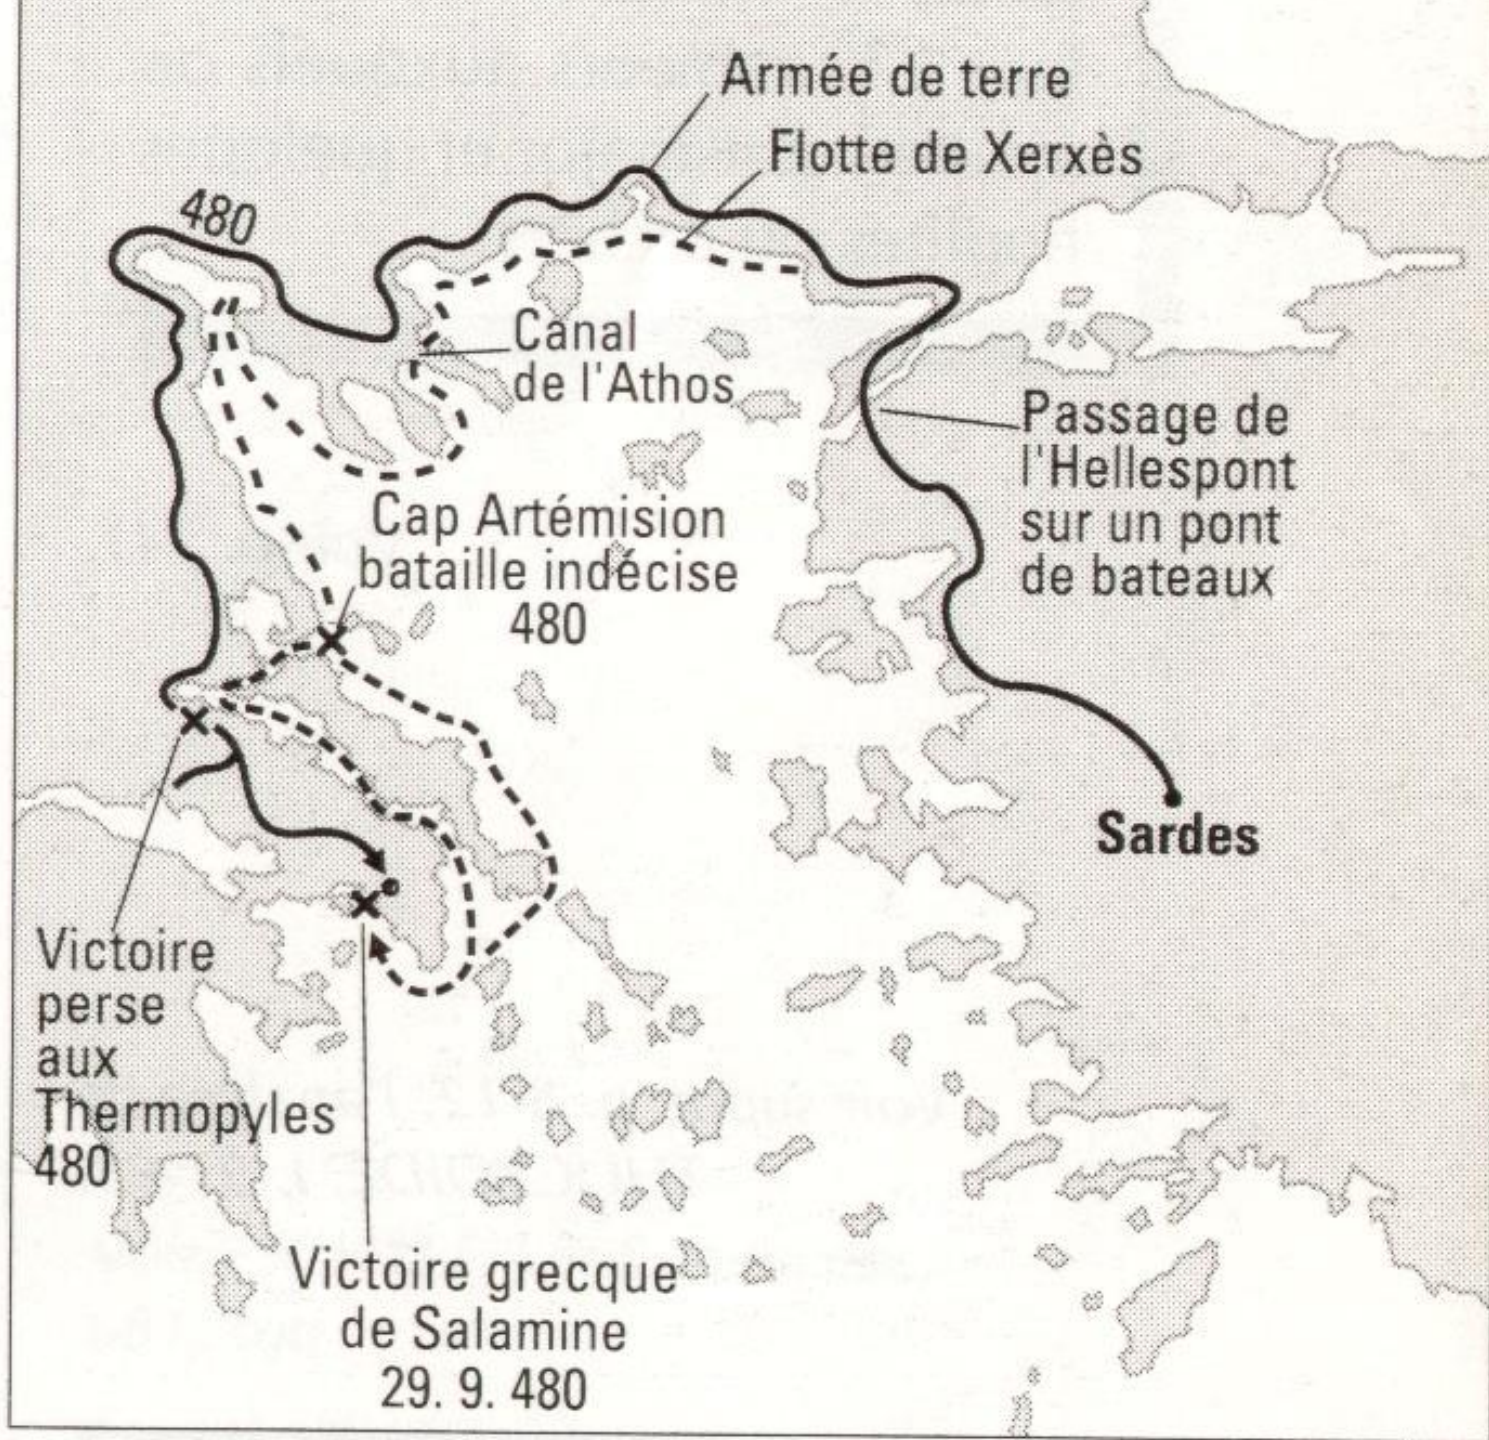 Armée de terre
Flotte de Xerxès
480
Canal
de l'Athos
Passage de
l'Hellespont
sur un pont
de bateaux
Cap Artémision
bataille indécise
480
Sardes
Victoire
perse
aux
Thermopyles
480
Victoire grecque
de Salamine
29. 9. 480